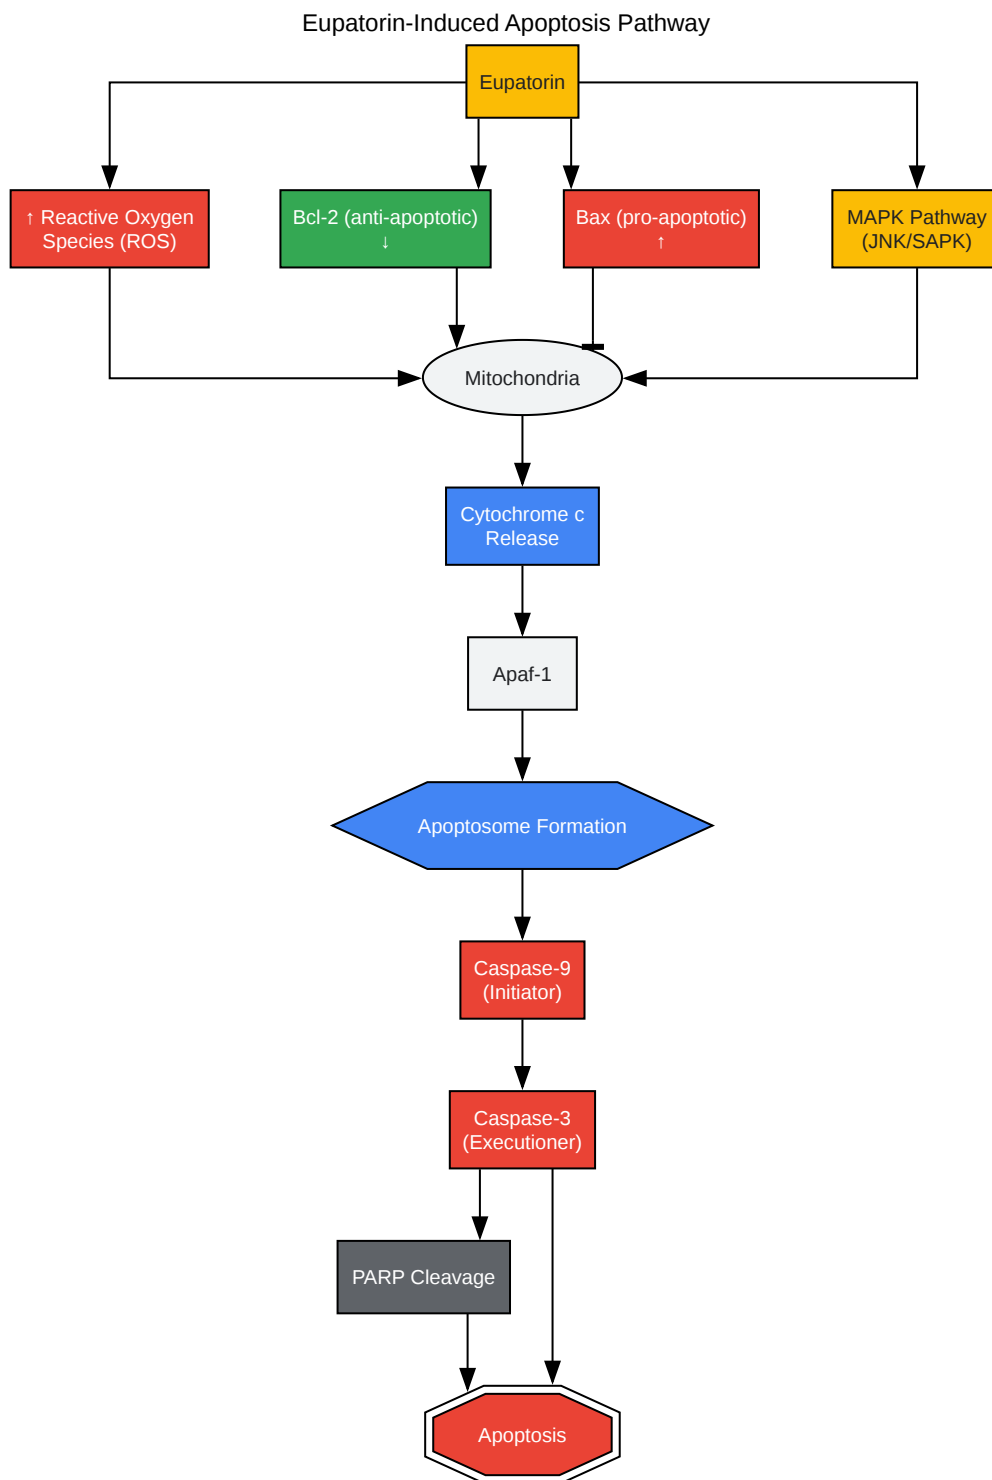 Eupatorin-Induced Apoptosis Pathway
Eupatorin
↑ Reactive Oxygen
Species (ROS)
Bcl-2 (anti-apoptotic)
↓
Bax (pro-apoptotic)
↑
MAPK Pathway
(JNK/SAPK)
Mitochondria
Cytochrome c
Release
Apaf-1
Apoptosome Formation
Caspase-9
(Initiator)
Caspase-3
(Executioner)
PARP Cleavage
Apoptosis